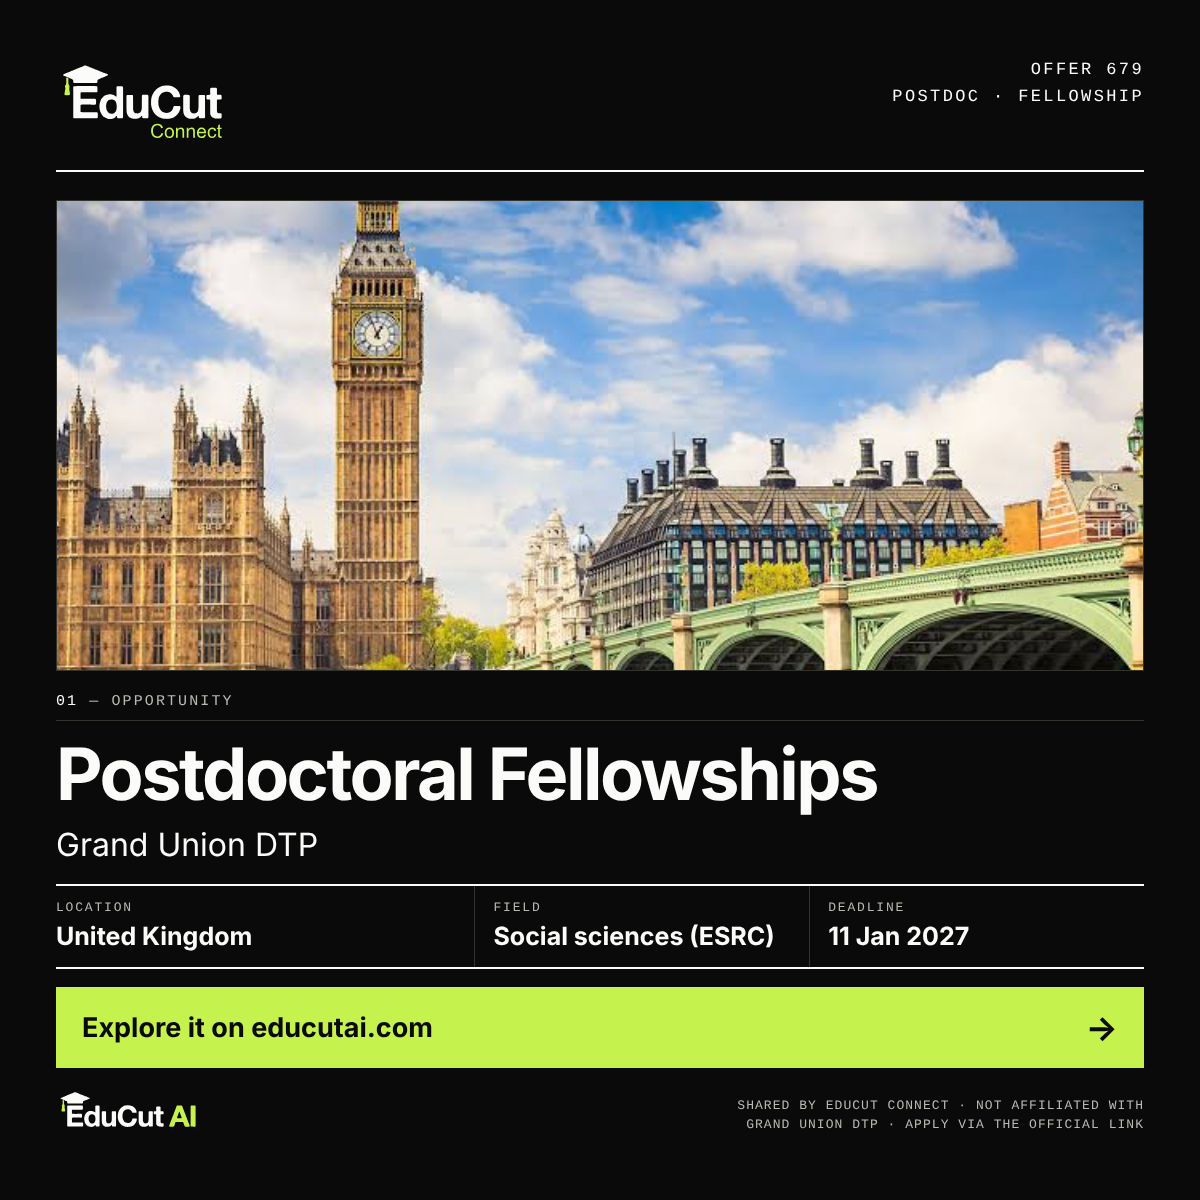 EduCut
Connect
OFFER 679
POSTDOC · FELLOWSHIP
01 — OPPORTUNITY
Postdoctoral Fellowships
Grand Union DTP
LOCATION
United Kingdom
FIELD
Social sciences (ESRC)
DEADLINE
11 Jan 2027
Explore it on educutai.com →
EduCut AI
SHARED BY EDUCUT CONNECT · NOT AFFILIATED WITH
GRAND UNION DTP · APPLY VIA THE OFFICIAL LINK